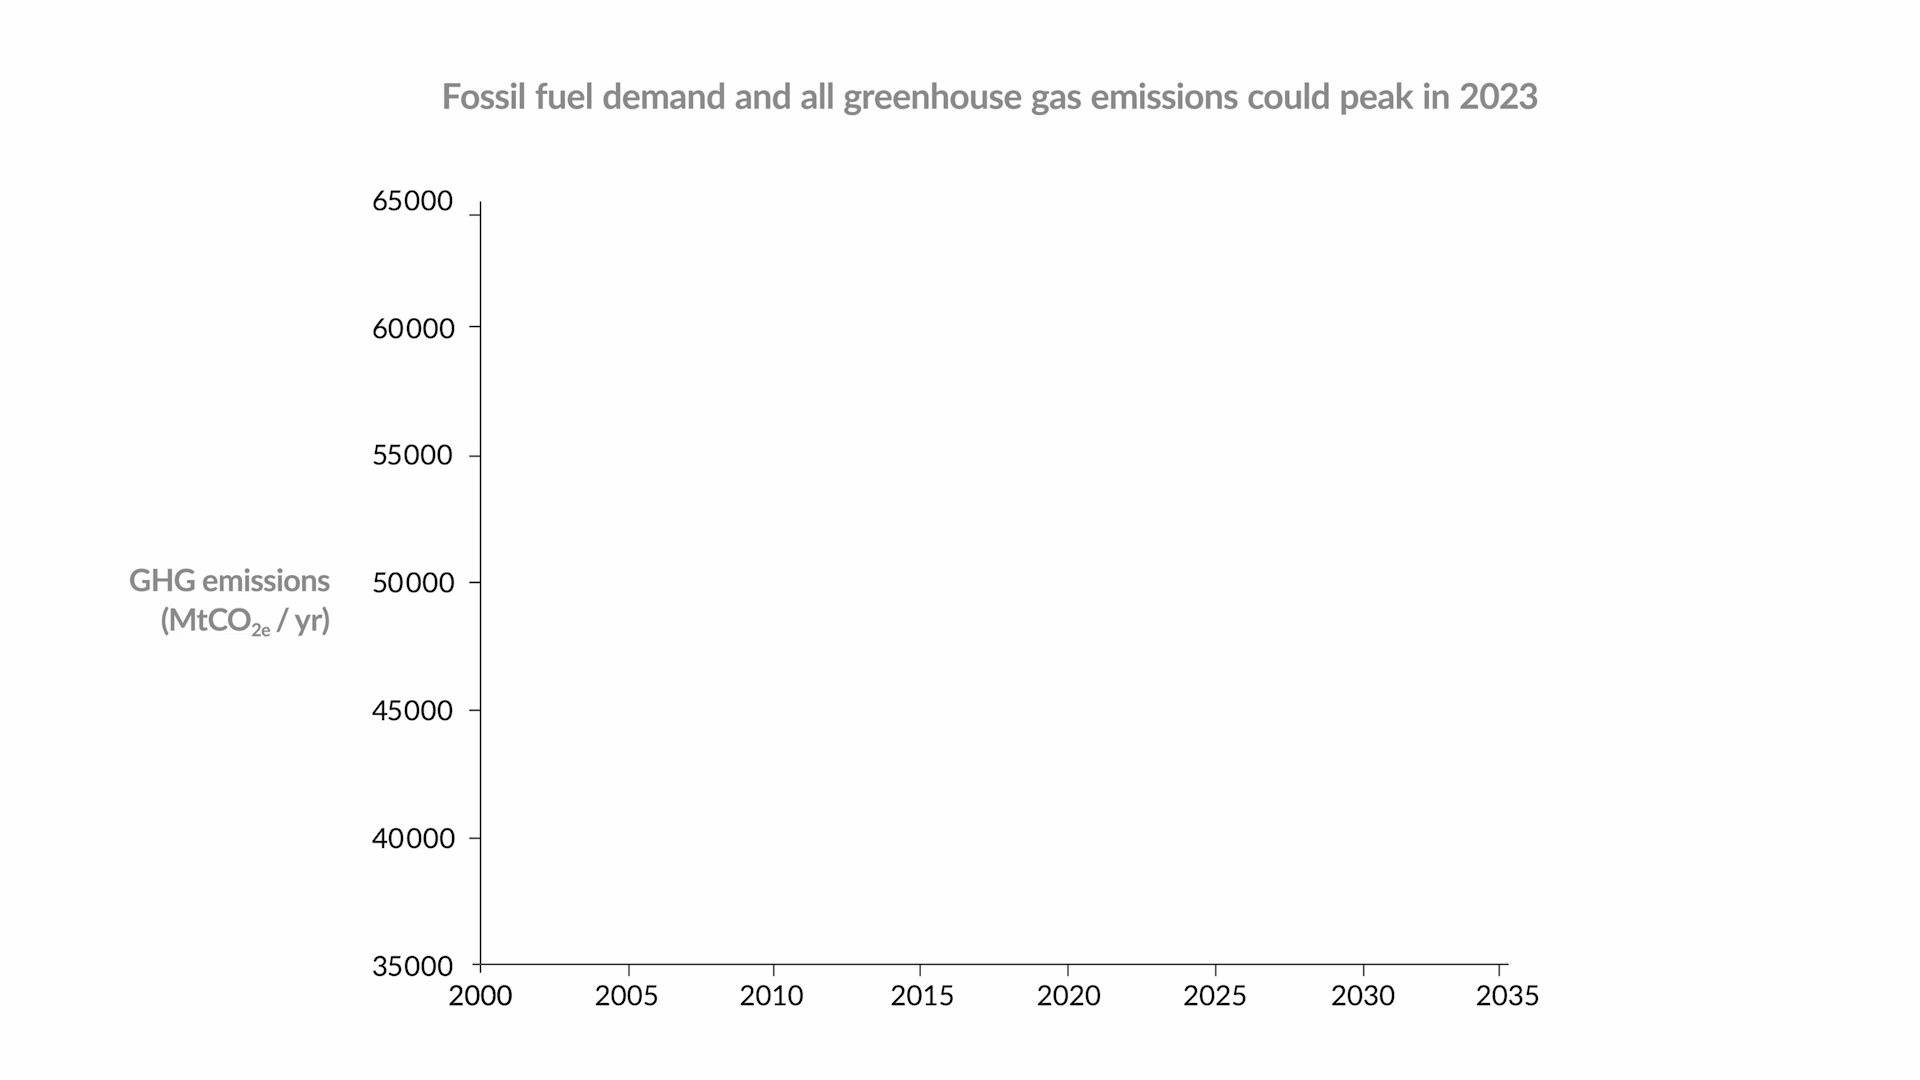 Fossil fuel demand and all greenhouse gas emissions could peak in 2023
65000
60000
55000
GHG emissions
(MtCO₂ₑ / yr)
50000
45000
40000
35000
2000 2005 2010 2015 2020 2025 2030 2035